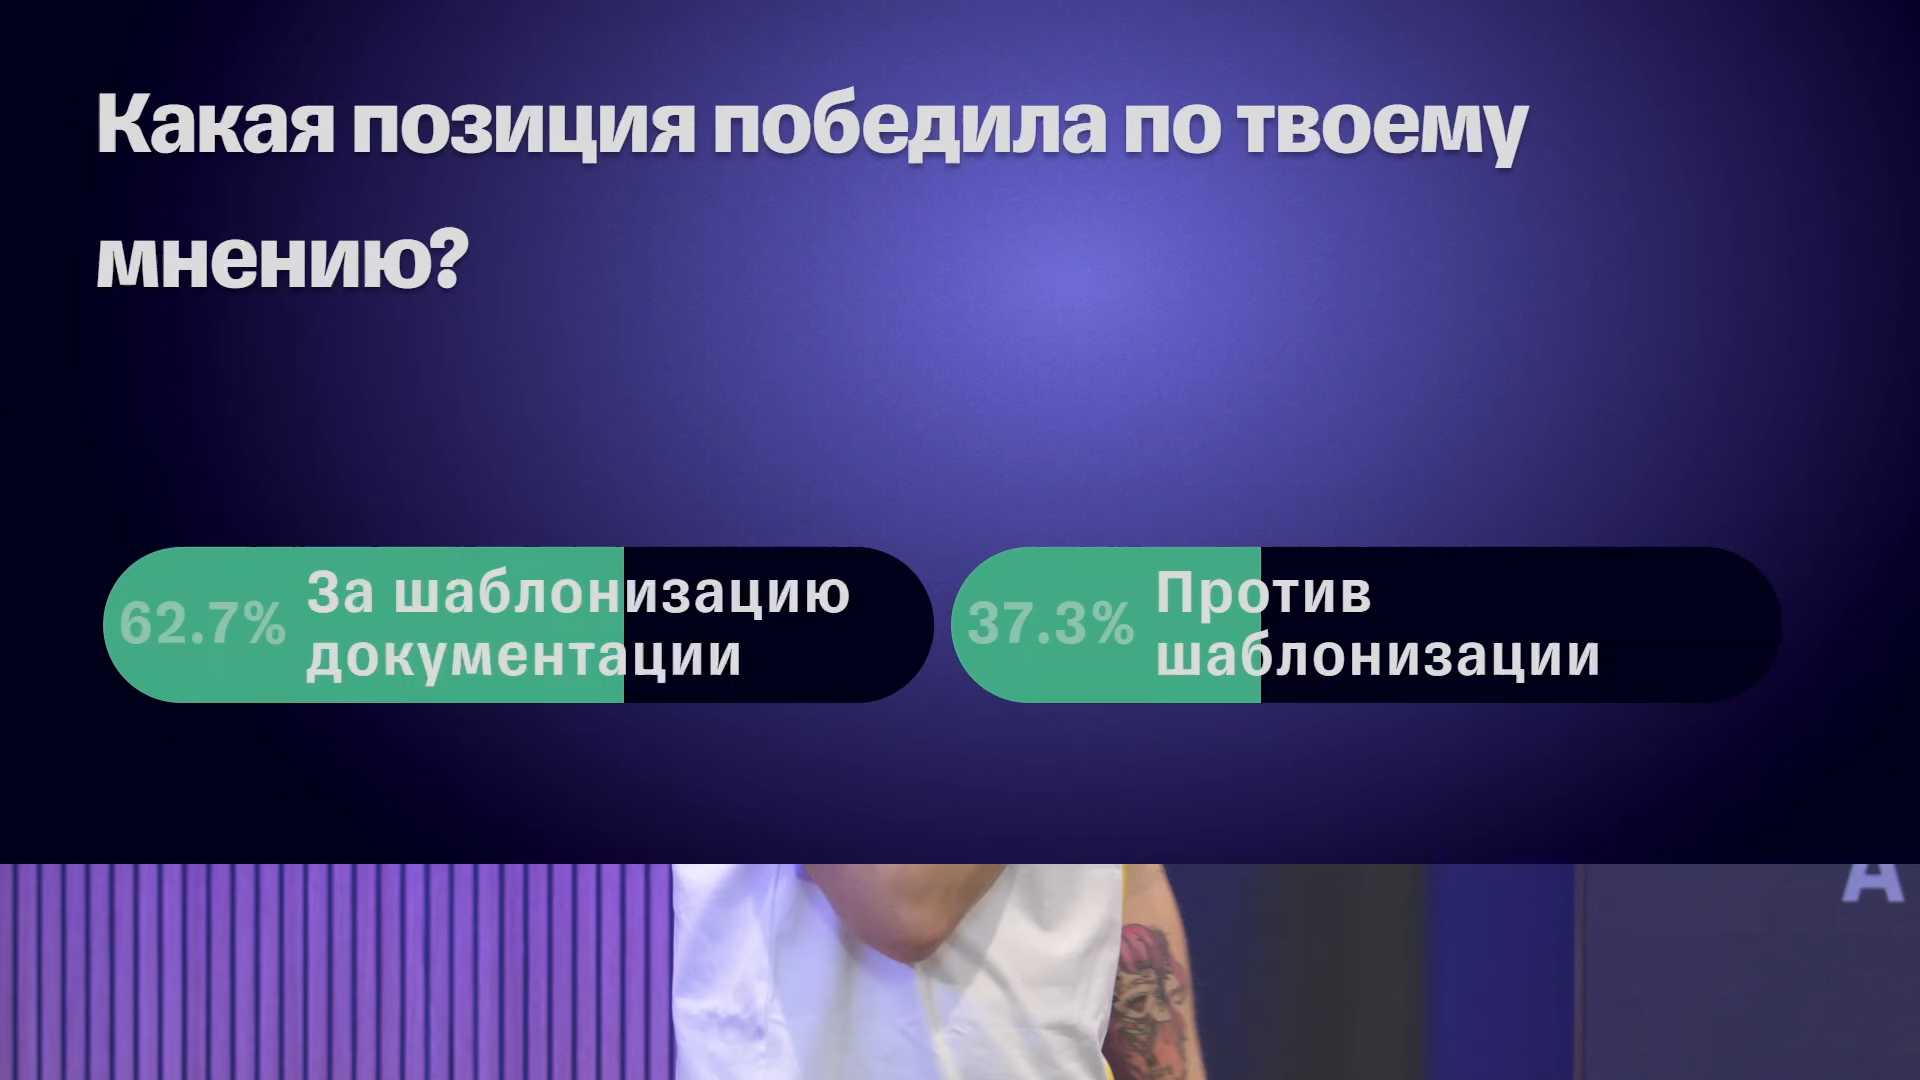 Какая позиция победила по твоему
мнению?
62.7%
За шаблонизацию
документации
37.3%
Против
шаблонизации
А